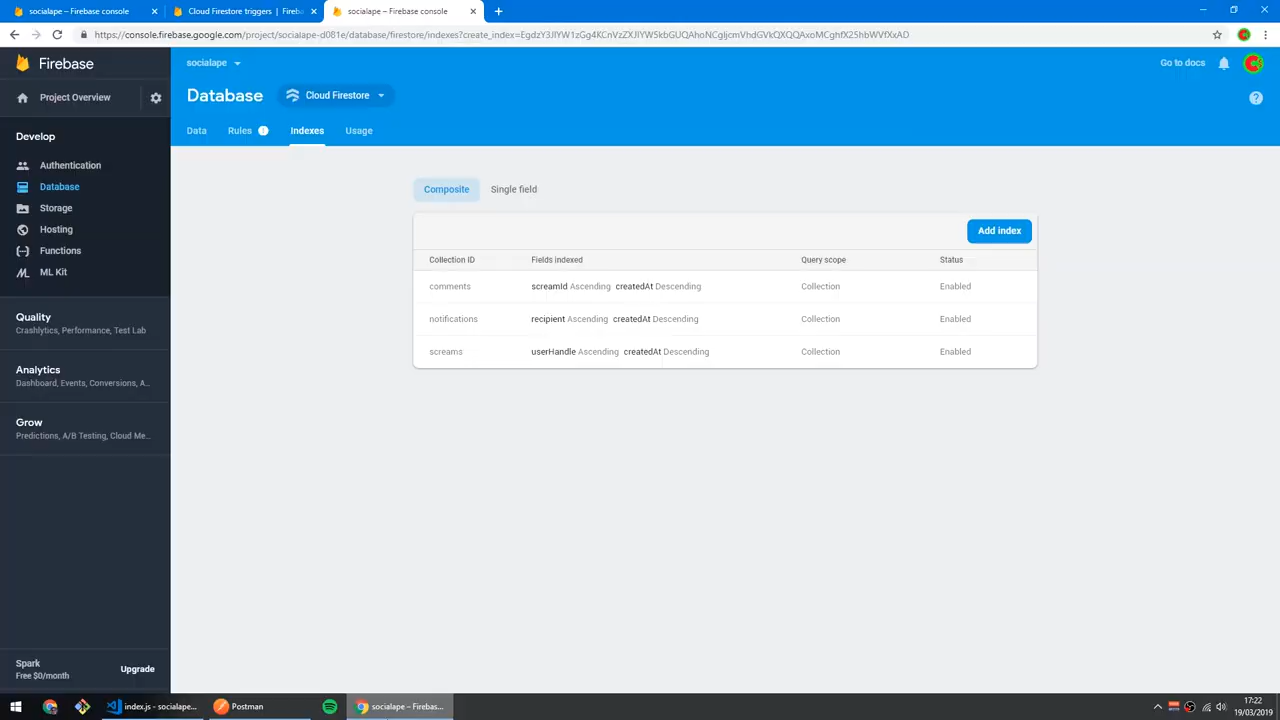 socialape – Firebase console
Cloud Firestore triggers | Fireba
socialape – Firebase console
https://console.firebase.google.com/project/socialape-d081e/database/firestore/indexes?create_index=EgdzY3JlYW1zGg4KCnVzZXJIYW5kbGUQAhoNCgljcmVhdGVkQXQQAxoMCghfX25hbWVfXxAD
Firebase
socialape
Go to docs
Project Overview
Database
Cloud Firestore
Data
Rules
Indexes
Usage
Develop
Authentication
Database
Storage
Hosting
Functions
ML Kit
Composite
Single field
Add index
Collection ID
Fields indexed
Query scope
Status
comments
screamId Ascending createdAt Descending
Collection
Enabled
notifications
recipient Ascending createdAt Descending
Collection
Enabled
screams
userHandle Ascending createdAt Descending
Collection
Enabled
Quality
Crashlytics, Performance, Test Lab
Analytics
Dashboard, Events, Conversions, A...
Grow
Predictions, A/B Testing, Cloud Me...
Spark
Free $0/month
Upgrade
index.js - socialape...
Postman
socialape – Firebas...
17:22
19/03/2019